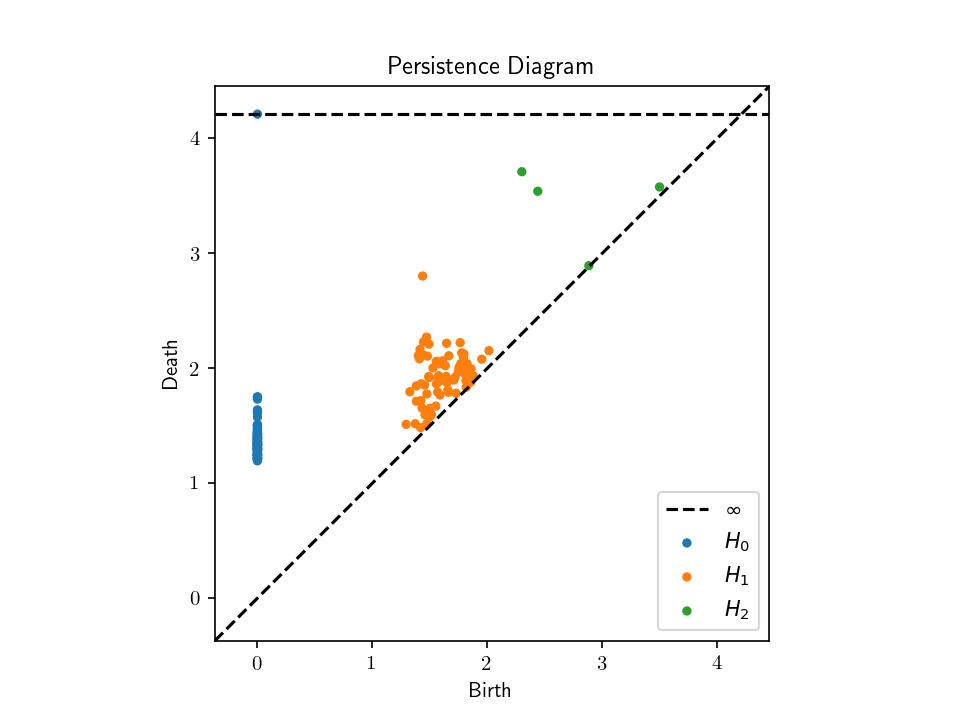 Persistence Diagram
Death
4
3
2
1
0
0 1 2 3 4
Birth
∞
H₀
H₁
H₂